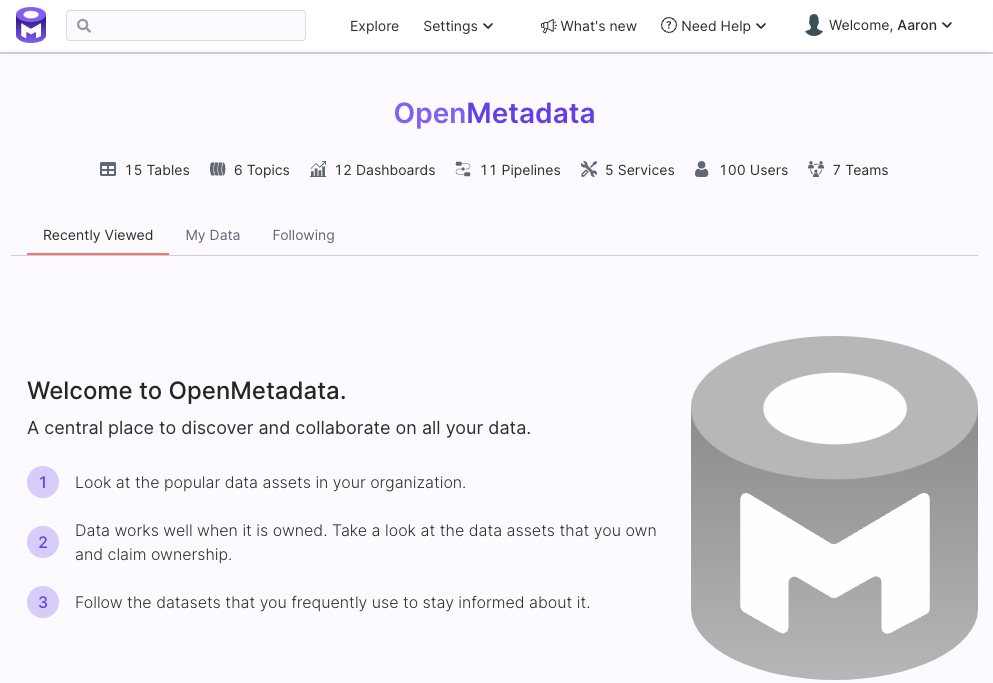 Explore Settings What's new Need Help Welcome, Aaron
OpenMetadata
15 Tables 6 Topics 12 Dashboards 11 Pipelines 5 Services 100 Users 7 Teams
Recently Viewed My Data Following
Welcome to OpenMetadata.
A central place to discover and collaborate on all your data.
1 Look at the popular data assets in your organization.
2 Data works well when it is owned. Take a look at the data assets that you own
and claim ownership.
3 Follow the datasets that you frequently use to stay informed about it.